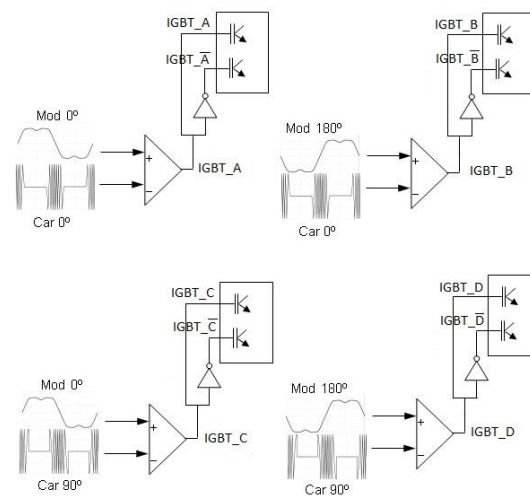 IGBT_A
IGBT_A̅
Mod 0º
+
−
IGBT_A
Car 0º
IGBT_B
IGBT_B̅
Mod 180º
+
−
IGBT_B
Car 0º
IGBT_C
IGBT_C̅
Mod 0º
+
−
IGBT_C
Car 90º
IGBT_D
IGBT_D̅
Mod 180º
+
−
IGBT_D
Car 90º